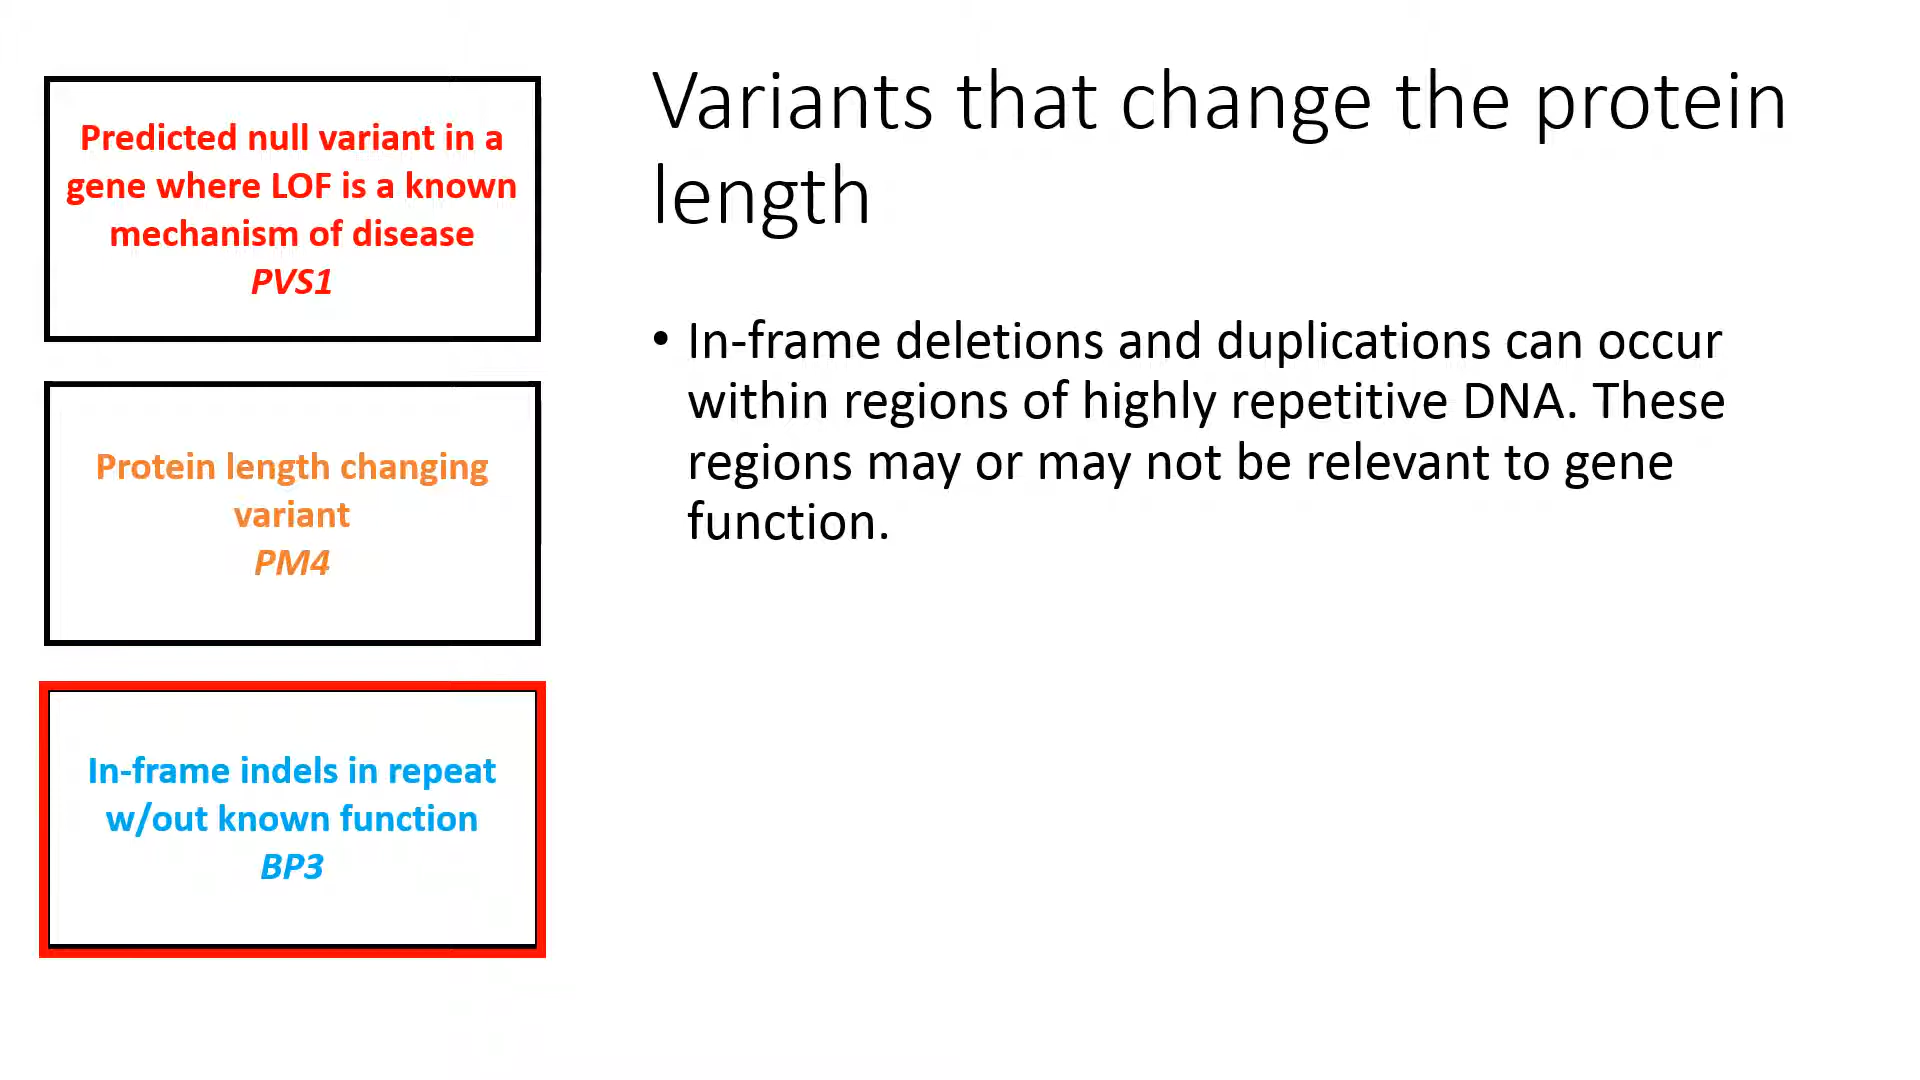 Predicted null variant in a
gene where LOF is a known
mechanism of disease
PVS1
Protein length changing
variant
PM4
In-frame indels in repeat
w/out known function
BP3
Variants that change the protein
length
• In-frame deletions and duplications can occur
within regions of highly repetitive DNA. These
regions may or may not be relevant to gene
function.